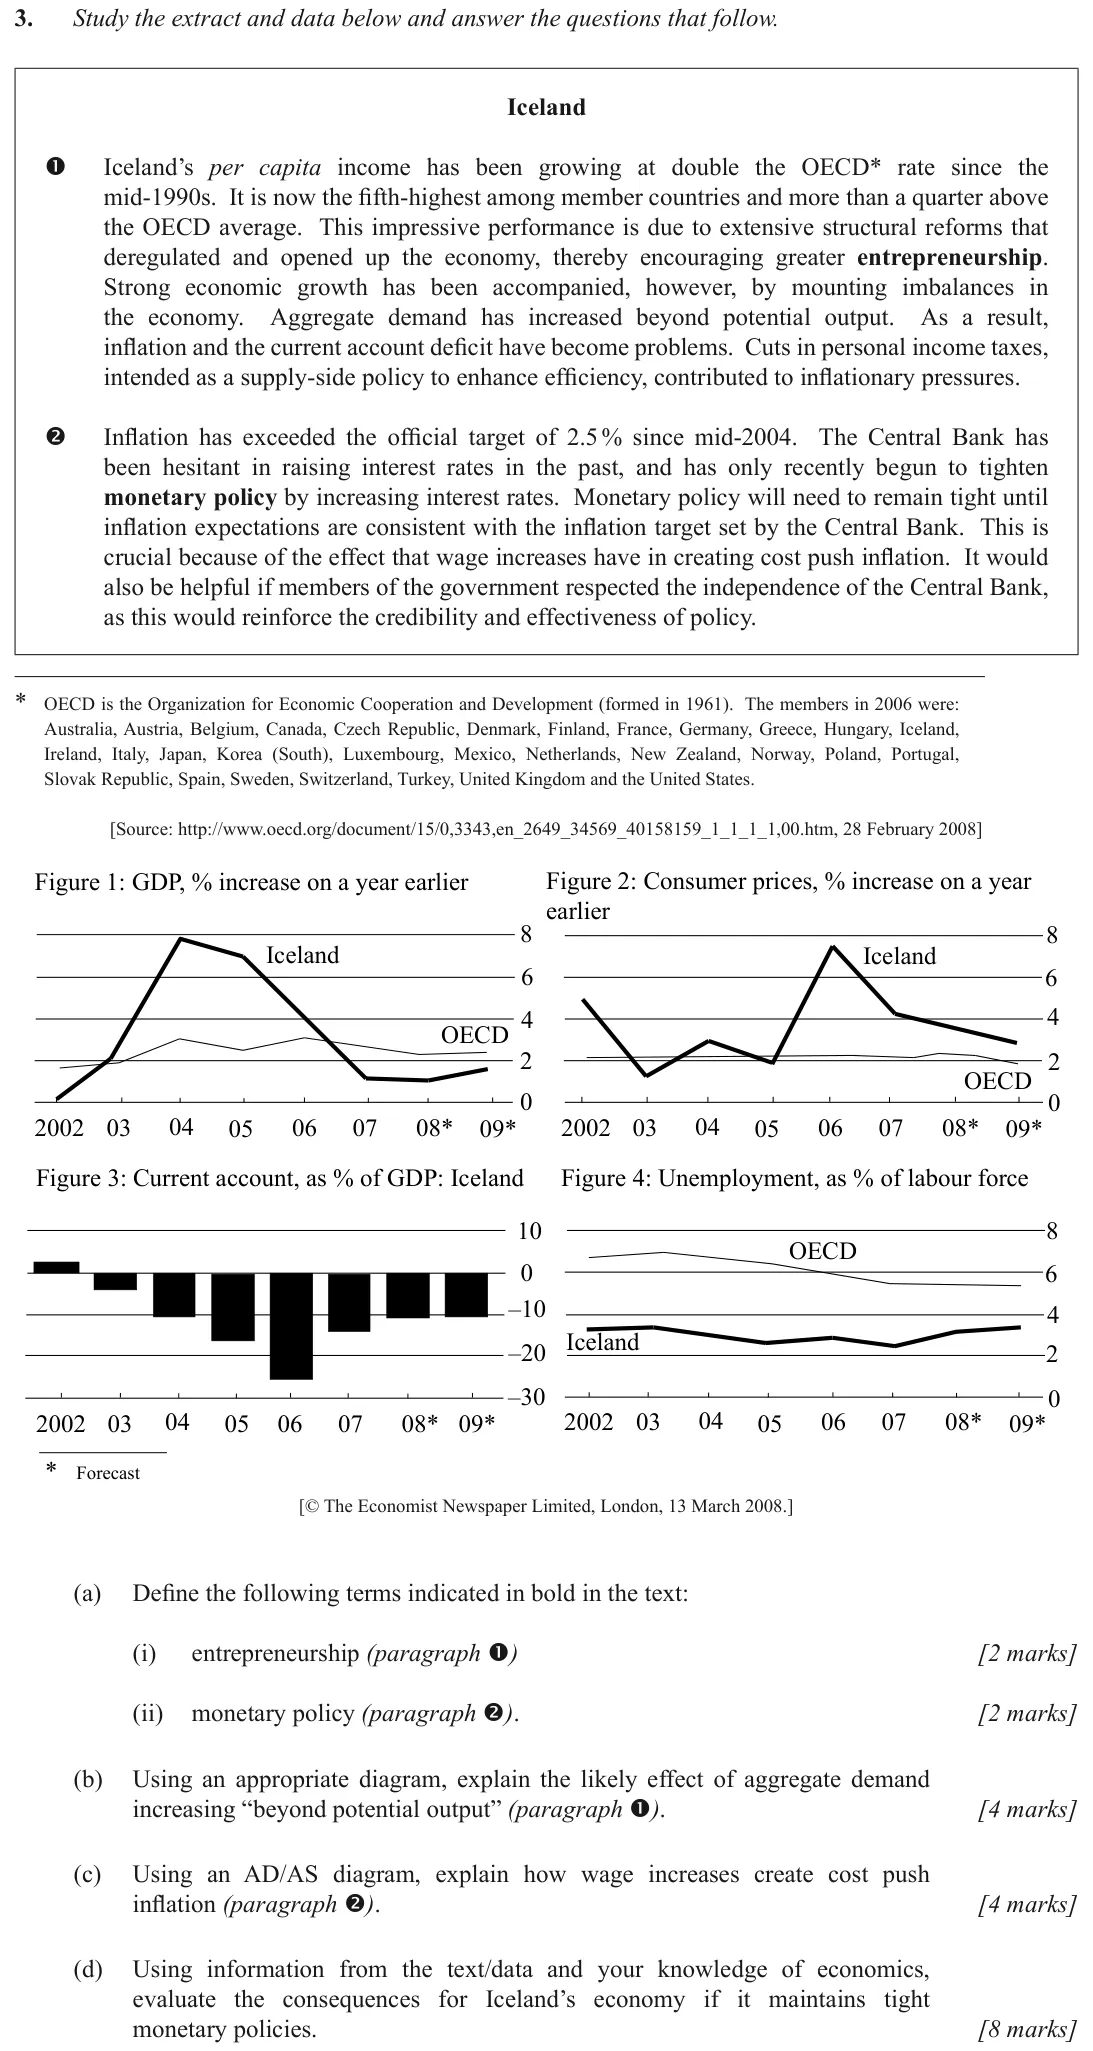 3. Study the extract and data below and answer the questions that follow.
Iceland
❶ Iceland's per capita income has been growing at double the OECD* rate since the
mid-1990s. It is now the fifth-highest among member countries and more than a quarter above
the OECD average. This impressive performance is due to extensive structural reforms that
deregulated and opened up the economy, thereby encouraging greater entrepreneurship.
Strong economic growth has been accompanied, however, by mounting imbalances in
the economy. Aggregate demand has increased beyond potential output. As a result,
inflation and the current account deficit have become problems. Cuts in personal income taxes,
intended as a supply-side policy to enhance efficiency, contributed to inflationary pressures.
❷ Inflation has exceeded the official target of 2.5 % since mid-2004. The Central Bank has
been hesitant in raising interest rates in the past, and has only recently begun to tighten
monetary policy by increasing interest rates. Monetary policy will need to remain tight until
inflation expectations are consistent with the inflation target set by the Central Bank. This is
crucial because of the effect that wage increases have in creating cost push inflation. It would
also be helpful if members of the government respected the independence of the Central Bank,
as this would reinforce the credibility and effectiveness of policy.
* OECD is the Organization for Economic Cooperation and Development (formed in 1961). The members in 2006 were:
Australia, Austria, Belgium, Canada, Czech Republic, Denmark, Finland, France, Germany, Greece, Hungary, Iceland,
Ireland, Italy, Japan, Korea (South), Luxembourg, Mexico, Netherlands, New Zealand, Norway, Poland, Portugal,
Slovak Republic, Spain, Sweden, Switzerland, Turkey, United Kingdom and the United States.
[Source: http://www.oecd.org/document/15/0,3343,en_2649_34569_40158159_1_1_1_1,00.htm, 28 February 2008]
Figure 1: GDP, % increase on a year earlier
8
Iceland
6
4
OECD
2
0
2002 03 04 05 06 07 08* 09*
Figure 2: Consumer prices, % increase on a year
earlier
8
Iceland
6
4
2
OECD
0
2002 03 04 05 06 07 08* 09*
Figure 3: Current account, as % of GDP: Iceland
10
0
–10
–20
–30
2002 03 04 05 06 07 08* 09*
Figure 4: Unemployment, as % of labour force
8
OECD
6
4
Iceland
2
0
2002 03 04 05 06 07 08* 09*
* Forecast
[© The Economist Newspaper Limited, London, 13 March 2008.]
(a) Define the following terms indicated in bold in the text:
(i) entrepreneurship (paragraph ❶) [2 marks]
(ii) monetary policy (paragraph ❷). [2 marks]
(b) Using an appropriate diagram, explain the likely effect of aggregate demand
increasing “beyond potential output” (paragraph ❶). [4 marks]
(c) Using an AD/AS diagram, explain how wage increases create cost push
inflation (paragraph ❷). [4 marks]
(d) Using information from the text/data and your knowledge of economics,
evaluate the consequences for Iceland's economy if it maintains tight
monetary policies. [8 marks]